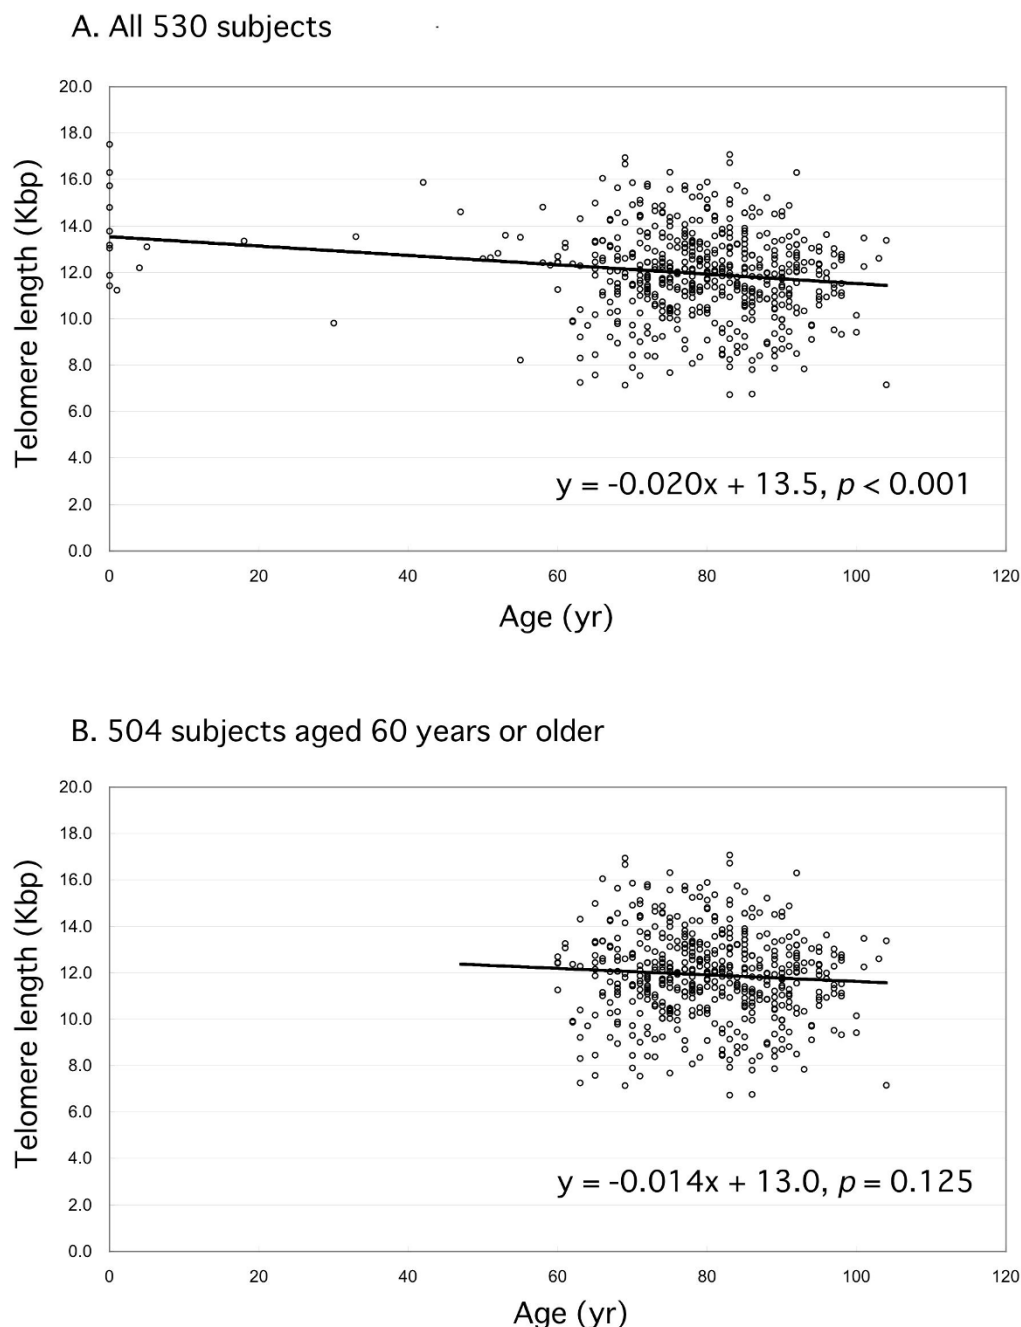 A. All 530 subjects
Telomere length (Kbp)
20.0
18.0
16.0
14.0
12.0
10.0
8.0
6.0
4.0
2.0
0.0
y = -0.020x + 13.5, p < 0.001
0 20 40 60 80 100 120
Age (yr)
B. 504 subjects aged 60 years or older
Telomere length (Kbp)
20.0
18.0
16.0
14.0
12.0
10.0
8.0
6.0
4.0
2.0
0.0
y = -0.014x + 13.0, p = 0.125
0 20 40 60 80 100 120
Age (yr)